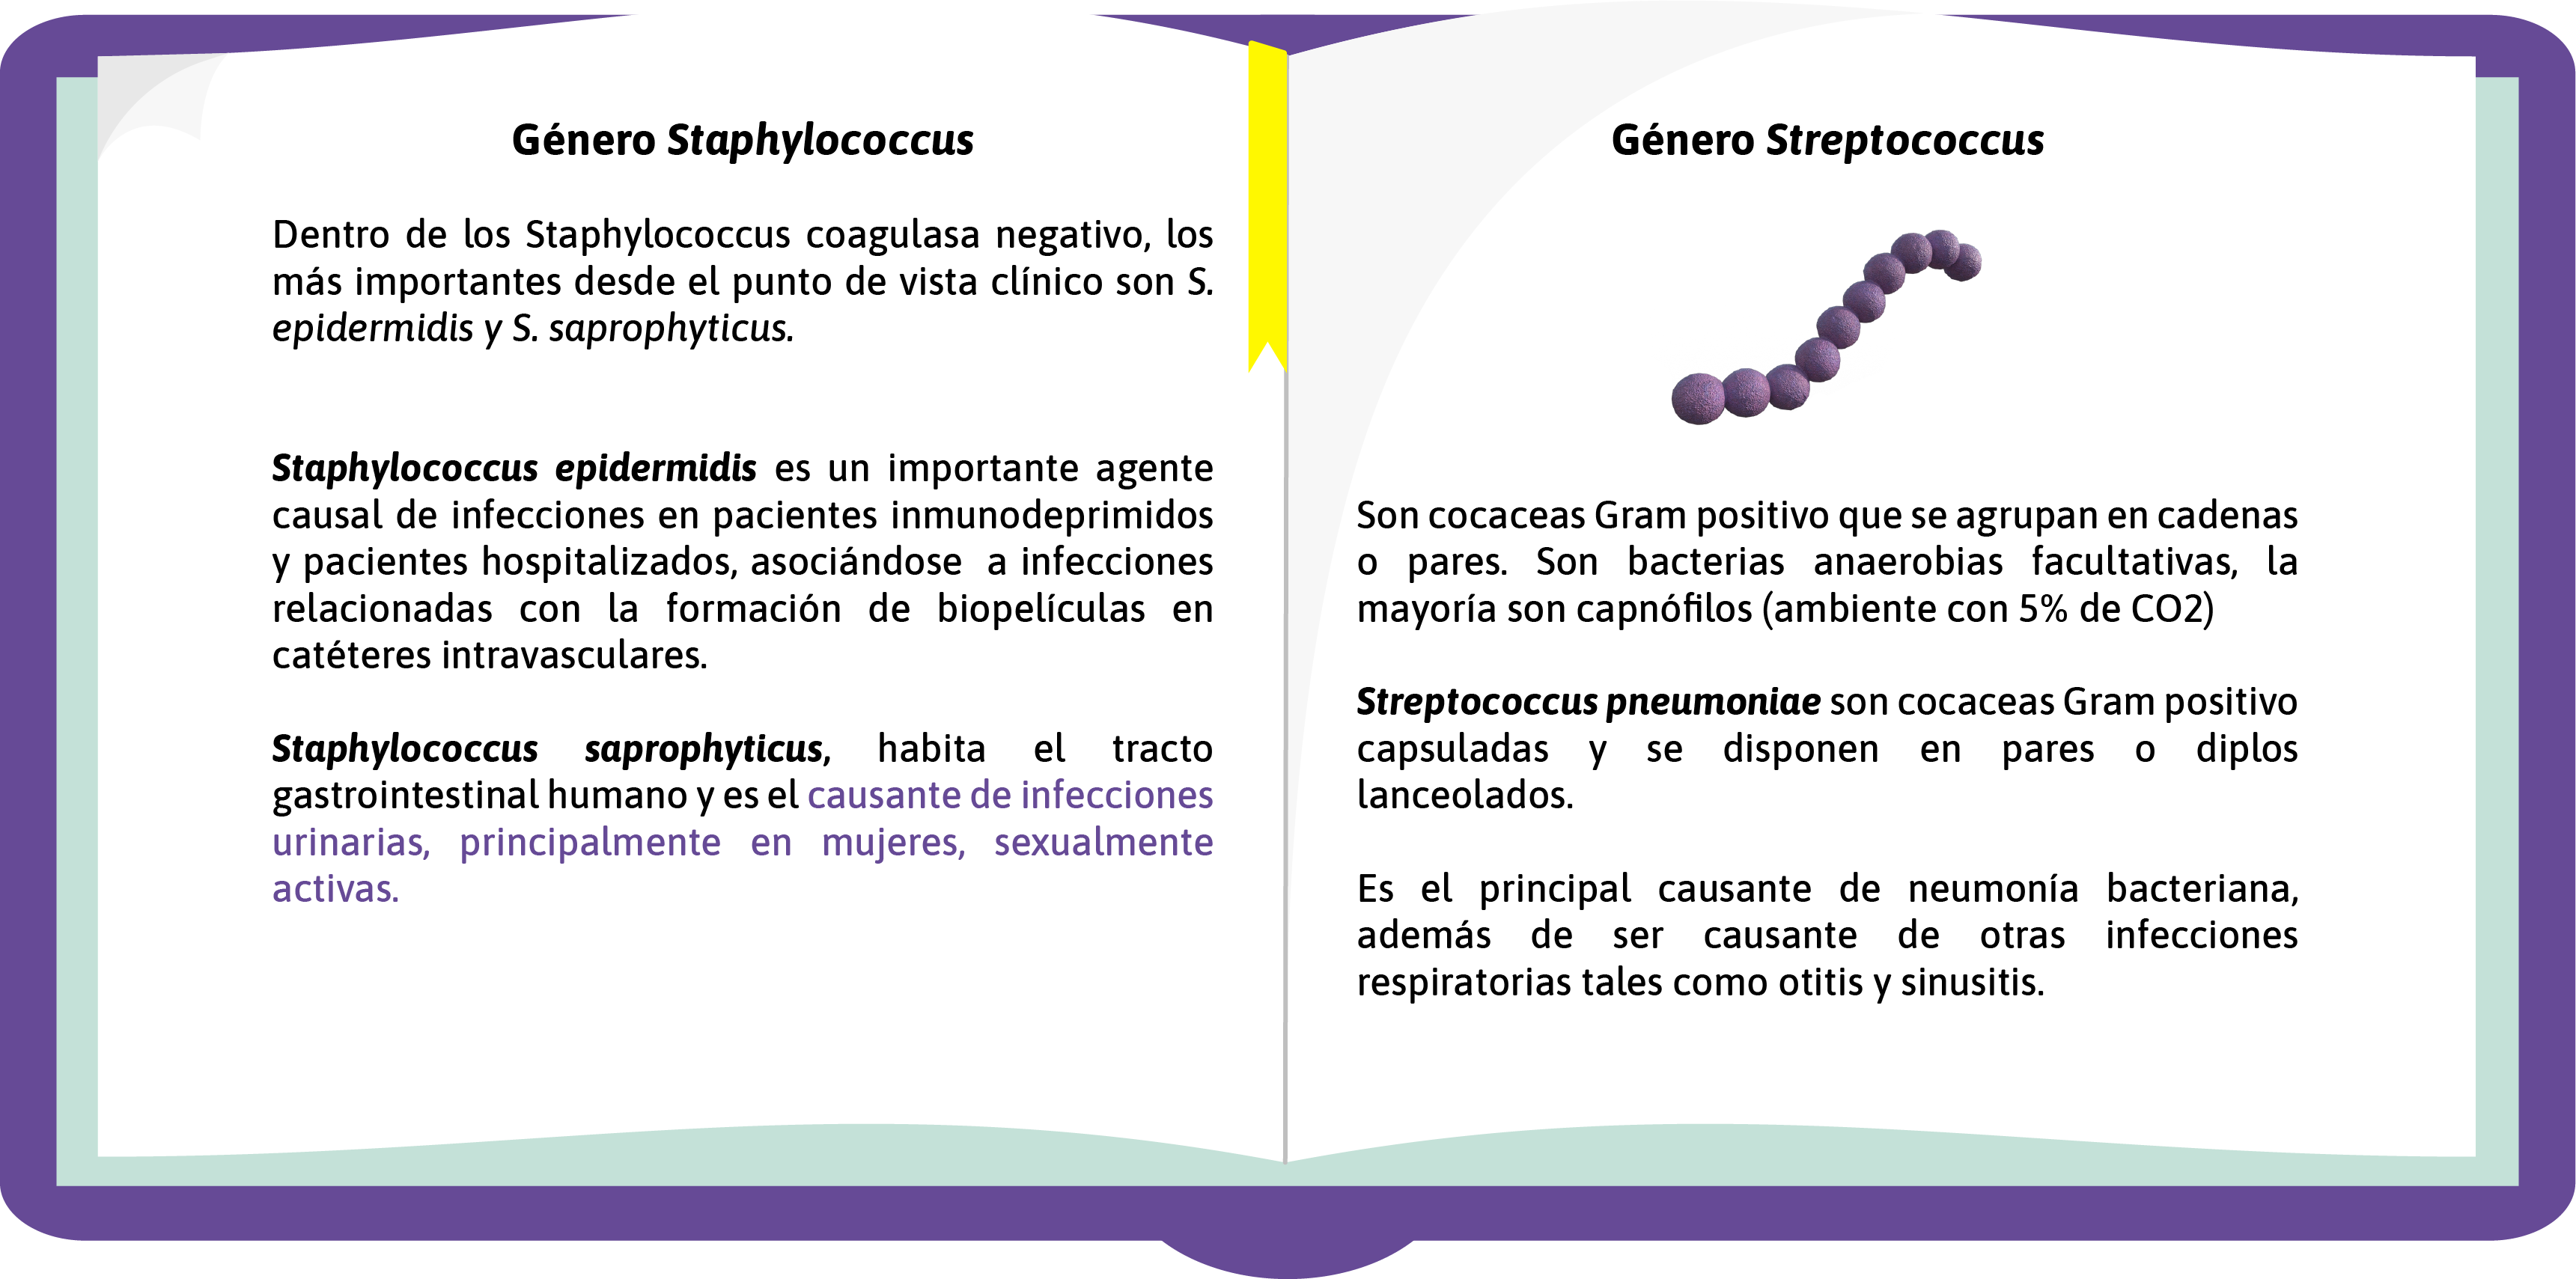 Género Staphylococcus
Dentro de los Staphylococcus coagulasa negativo, los
más importantes desde el punto de vista clínico son S.
epidermidis y S. saprophyticus.
Staphylococcus epidermidis es un importante agente
causal de infecciones en pacientes inmunodeprimidos
y pacientes hospitalizados, asociándose a infecciones
relacionadas con la formación de biopelículas en
catéteres intravasculares.
Staphylococcus saprophyticus, habita el tracto
gastrointestinal humano y es el causante de infecciones
urinarias, principalmente en mujeres, sexualmente
activas.
Género Streptococcus
Son cocaceas Gram positivo que se agrupan en cadenas
o pares. Son bacterias anaerobias facultativas, la
mayoría son capnófilos (ambiente con 5% de CO2)
Streptococcus pneumoniae son cocaceas Gram positivo
capsuladas y se disponen en pares o diplos
lanceolados.
Es el principal causante de neumonía bacteriana,
además de ser causante de otras infecciones
respiratorias tales como otitis y sinusitis.